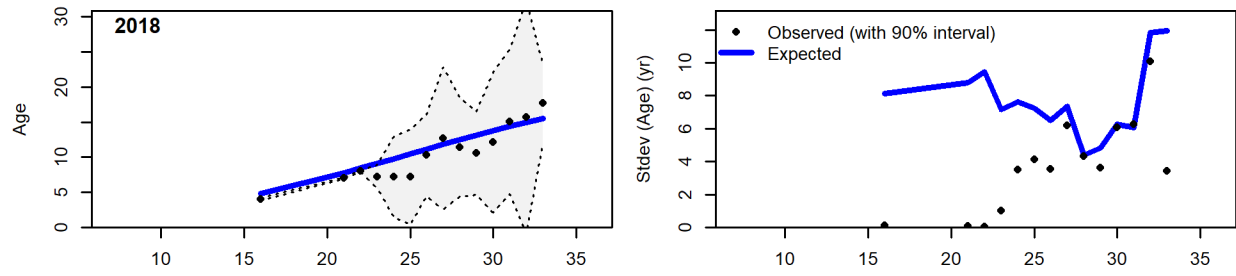 2018
Age
0
5
10
15
20
30
10 15 20 25 30 35
Observed (with 90% interval)
Expected
Stdev (Age) (yr)
0 2 4 6 8 10
10 15 20 25 30 35